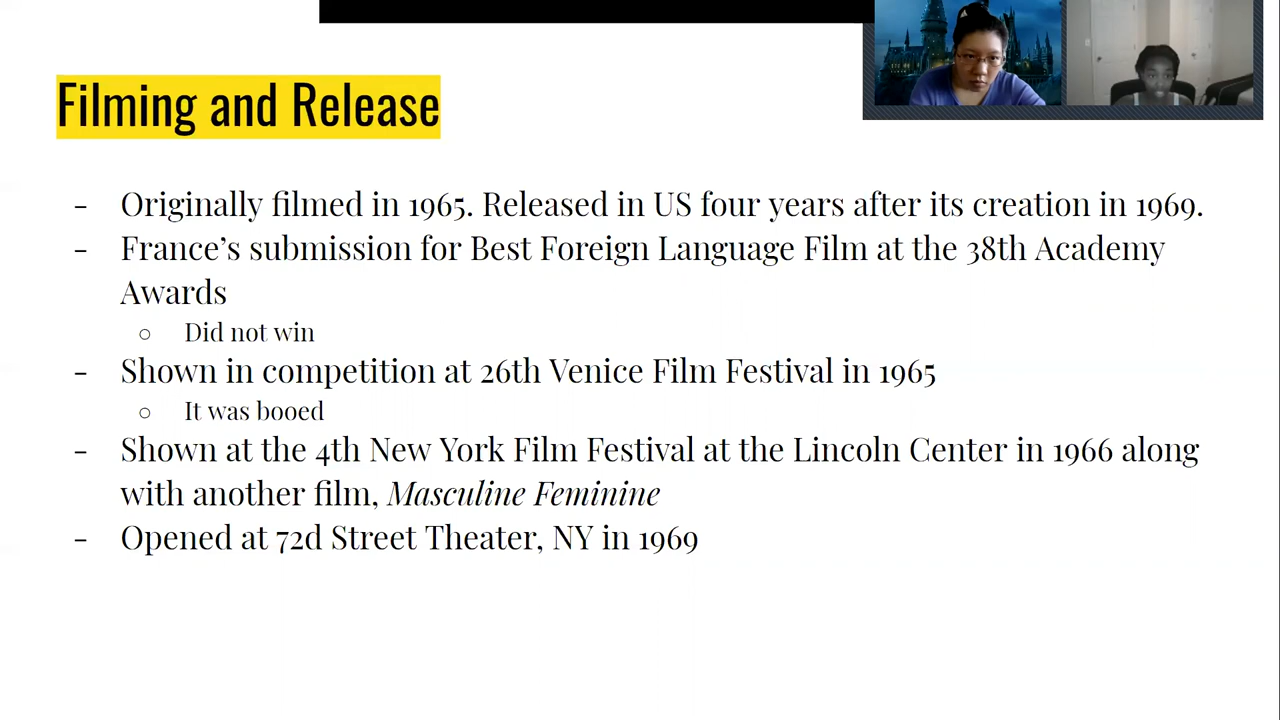 Filming and Release
- Originally filmed in 1965. Released in US four years after its creation in 1969.
- France’s submission for Best Foreign Language Film at the 38th Academy
Awards
○ Did not win
- Shown in competition at 26th Venice Film Festival in 1965
○ It was booed
- Shown at the 4th New York Film Festival at the Lincoln Center in 1966 along
with another film, Masculine Feminine
- Opened at 72d Street Theater, NY in 1969